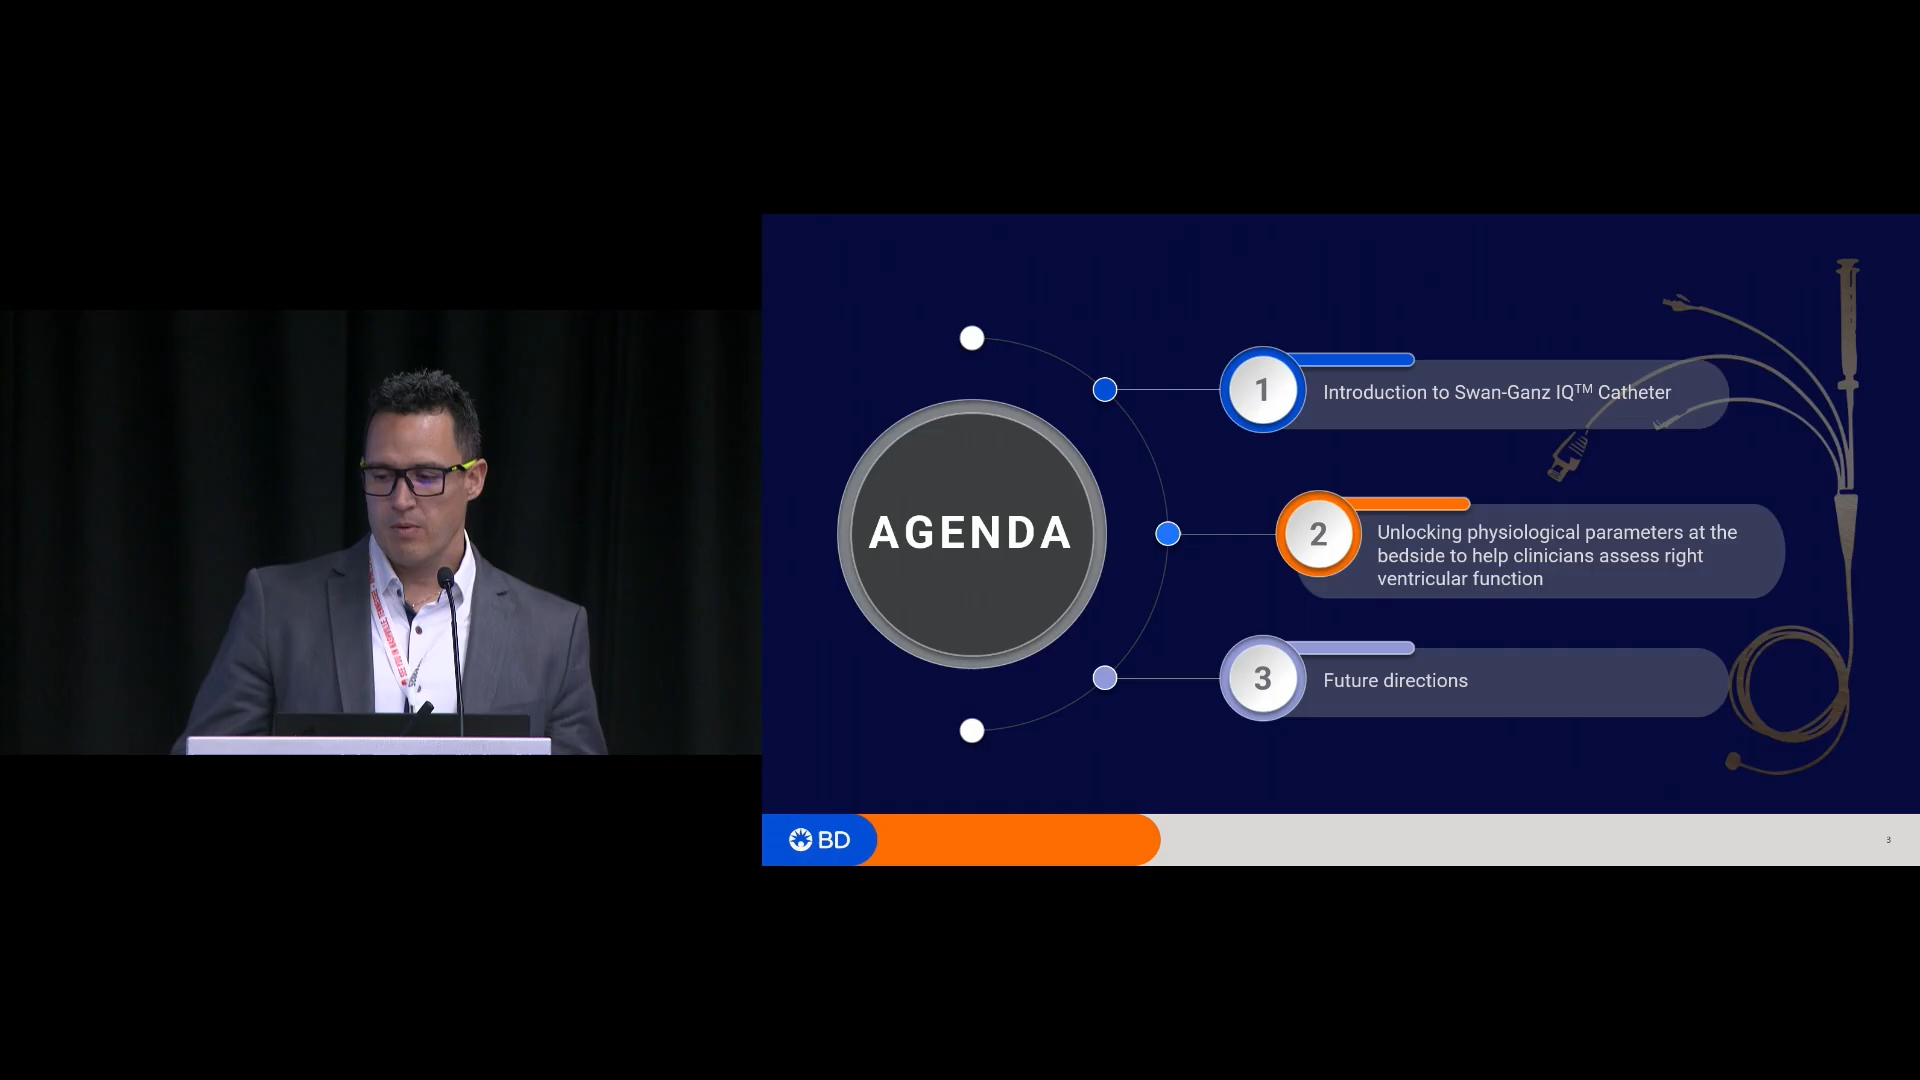 AGENDA
1
Introduction to Swan-Ganz IQ™ Catheter
2
Unlocking physiological parameters at the
bedside to help clinicians assess right
ventricular function
3
Future directions
BD
3